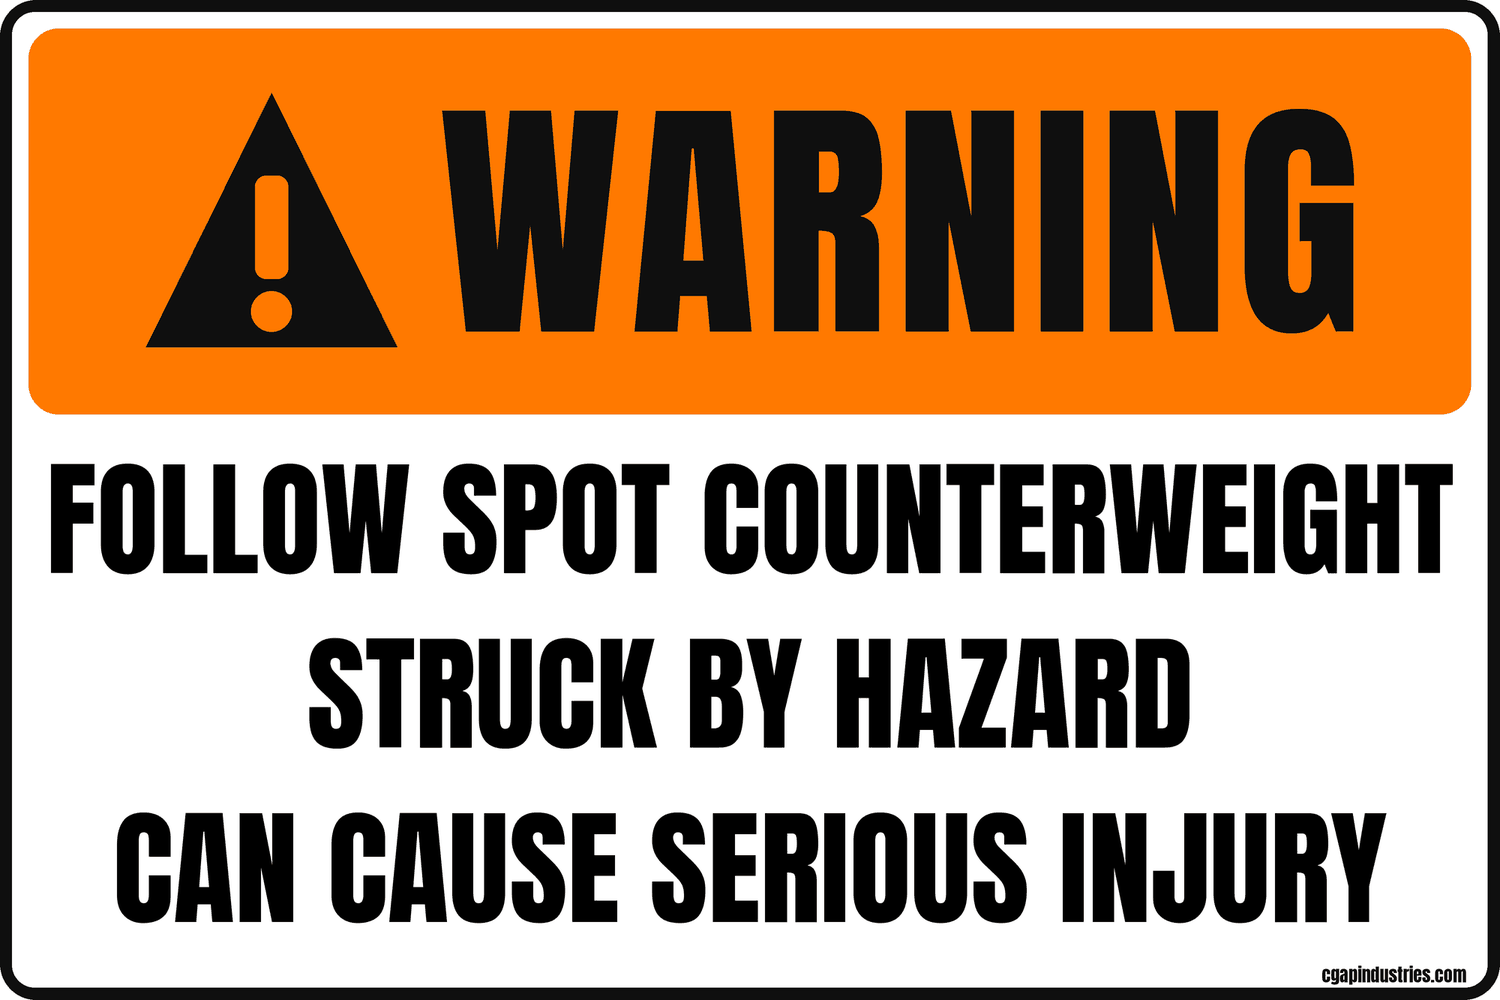 WARNING
FOLLOW SPOT COUNTERWEIGHT
STRUCK BY HAZARD
CAN CAUSE SERIOUS INJURY
cgapindustries.com